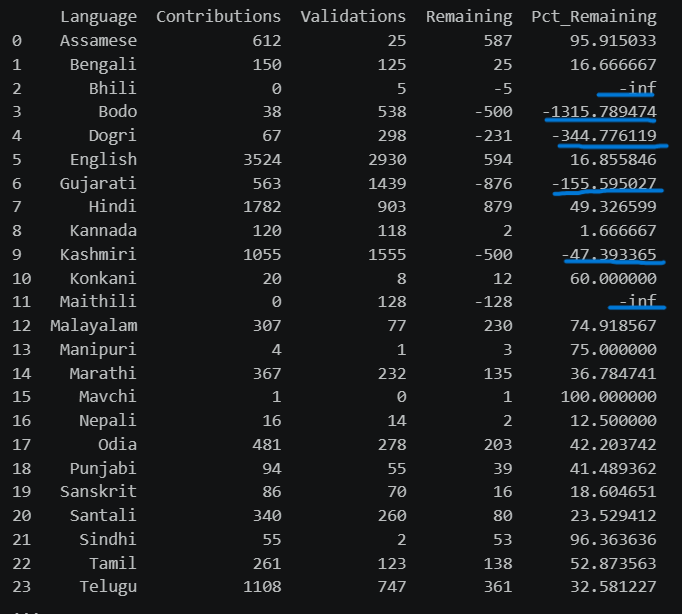 Language Contributions Validations Remaining Pct_Remaining
0 Assamese 612 25 587 95.915033
1 Bengali 150 125 25 16.666667
2 Bhili 0 5 -5 -inf
3 Bodo 38 538 -500 -1315.789474
4 Dogri 67 298 -231 -344.776119
5 English 3524 2930 594 16.855846
6 Gujarati 563 1439 -876 -155.595027
7 Hindi 1782 903 879 49.326599
8 Kannada 120 118 2 1.666667
9 Kashmiri 1055 1555 -500 -47.393365
10 Konkani 20 8 12 60.000000
11 Maithili 0 128 -128 -inf
12 Malayalam 307 77 230 74.918567
13 Manipuri 4 1 3 75.000000
14 Marathi 367 232 135 36.784741
15 Mavchi 1 0 1 100.000000
16 Nepali 16 14 2 12.500000
17 Odia 481 278 203 42.203742
18 Punjabi 94 55 39 41.489362
19 Sanskrit 86 70 16 18.604651
20 Santali 340 260 80 23.529412
21 Sindhi 55 2 53 96.363636
22 Tamil 261 123 138 52.873563
23 Telugu 1108 747 361 32.581227